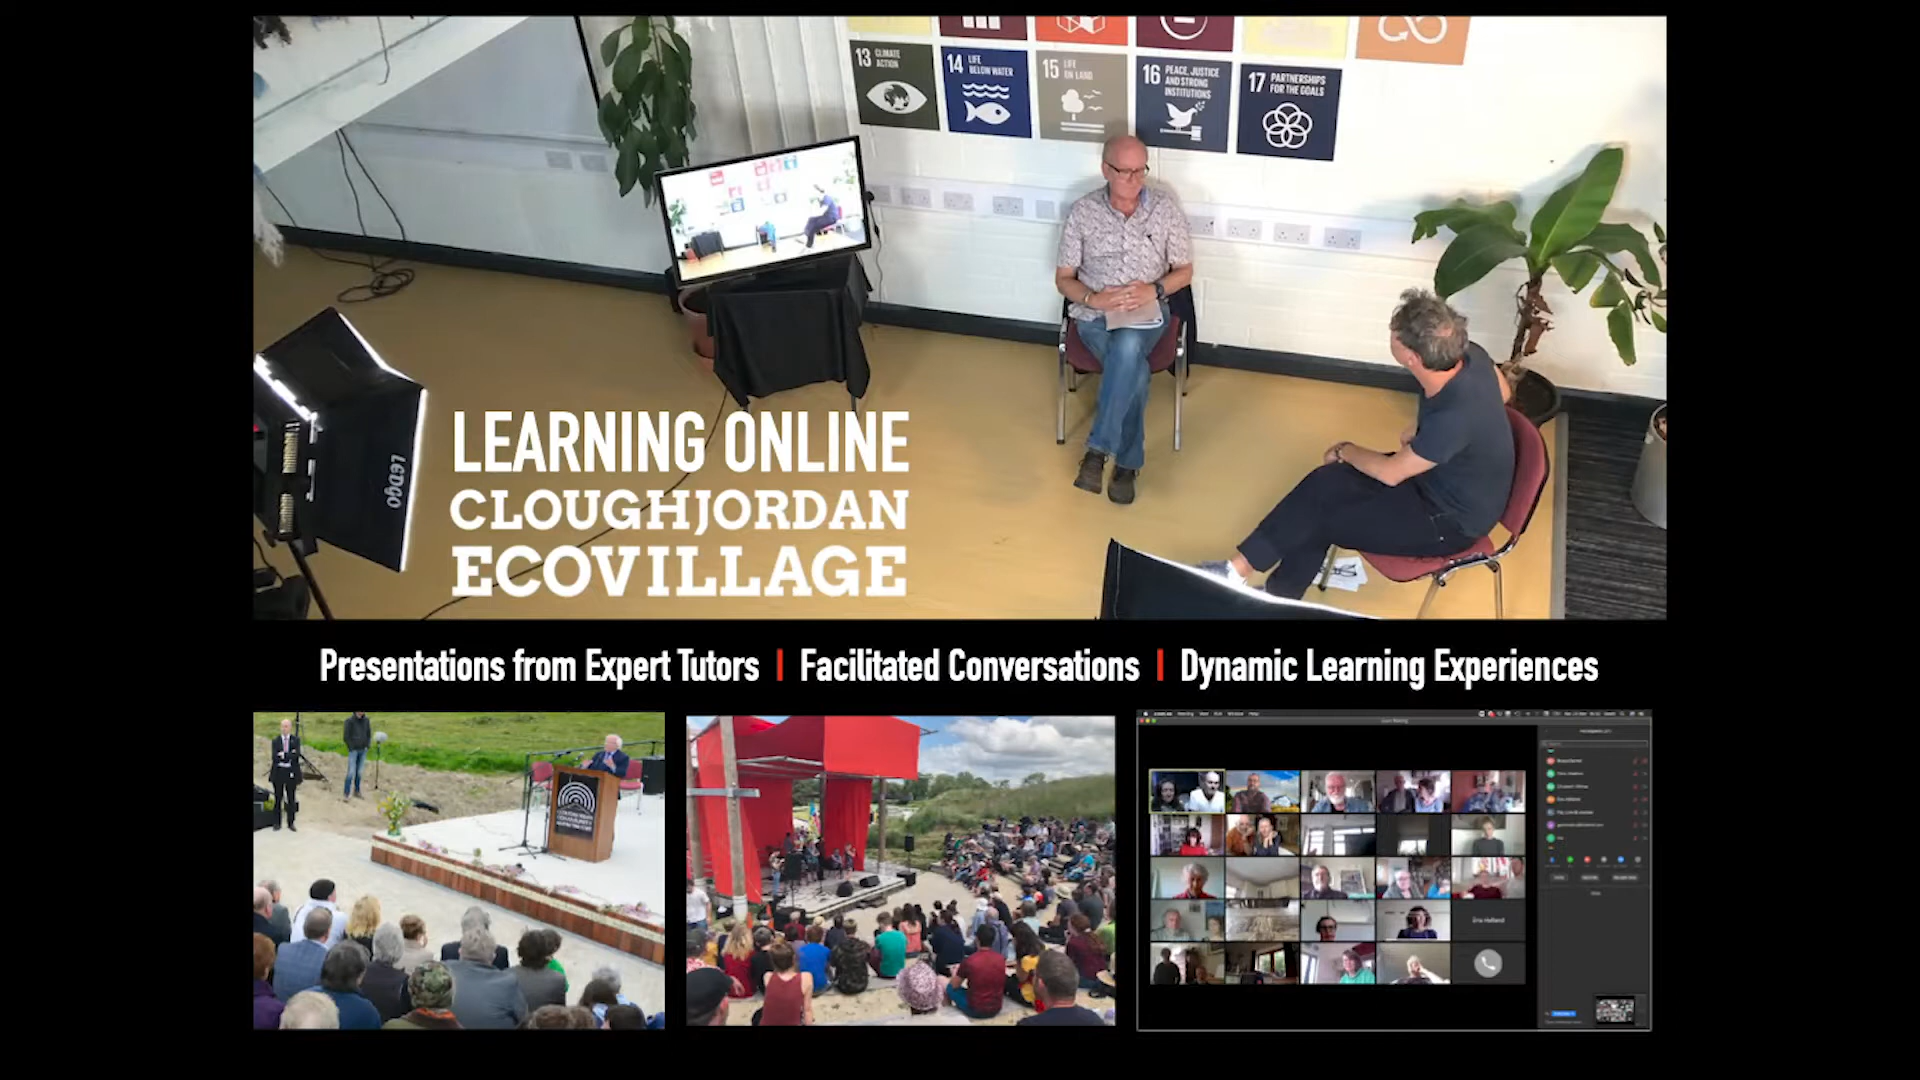 13 CLIMATE
ACTION
14 LIFE
BELOW WATER
15 LIFE
ON LAND
16 PEACE, JUSTICE
AND STRONG
INSTITUTIONS
17 PARTNERSHIPS
FOR THE GOALS
LEDGO
LEARNING ONLINE
CLOUGHJORDAN
ECOVILLAGE
Presentations from Expert Tutors | Facilitated Conversations | Dynamic Learning Experiences